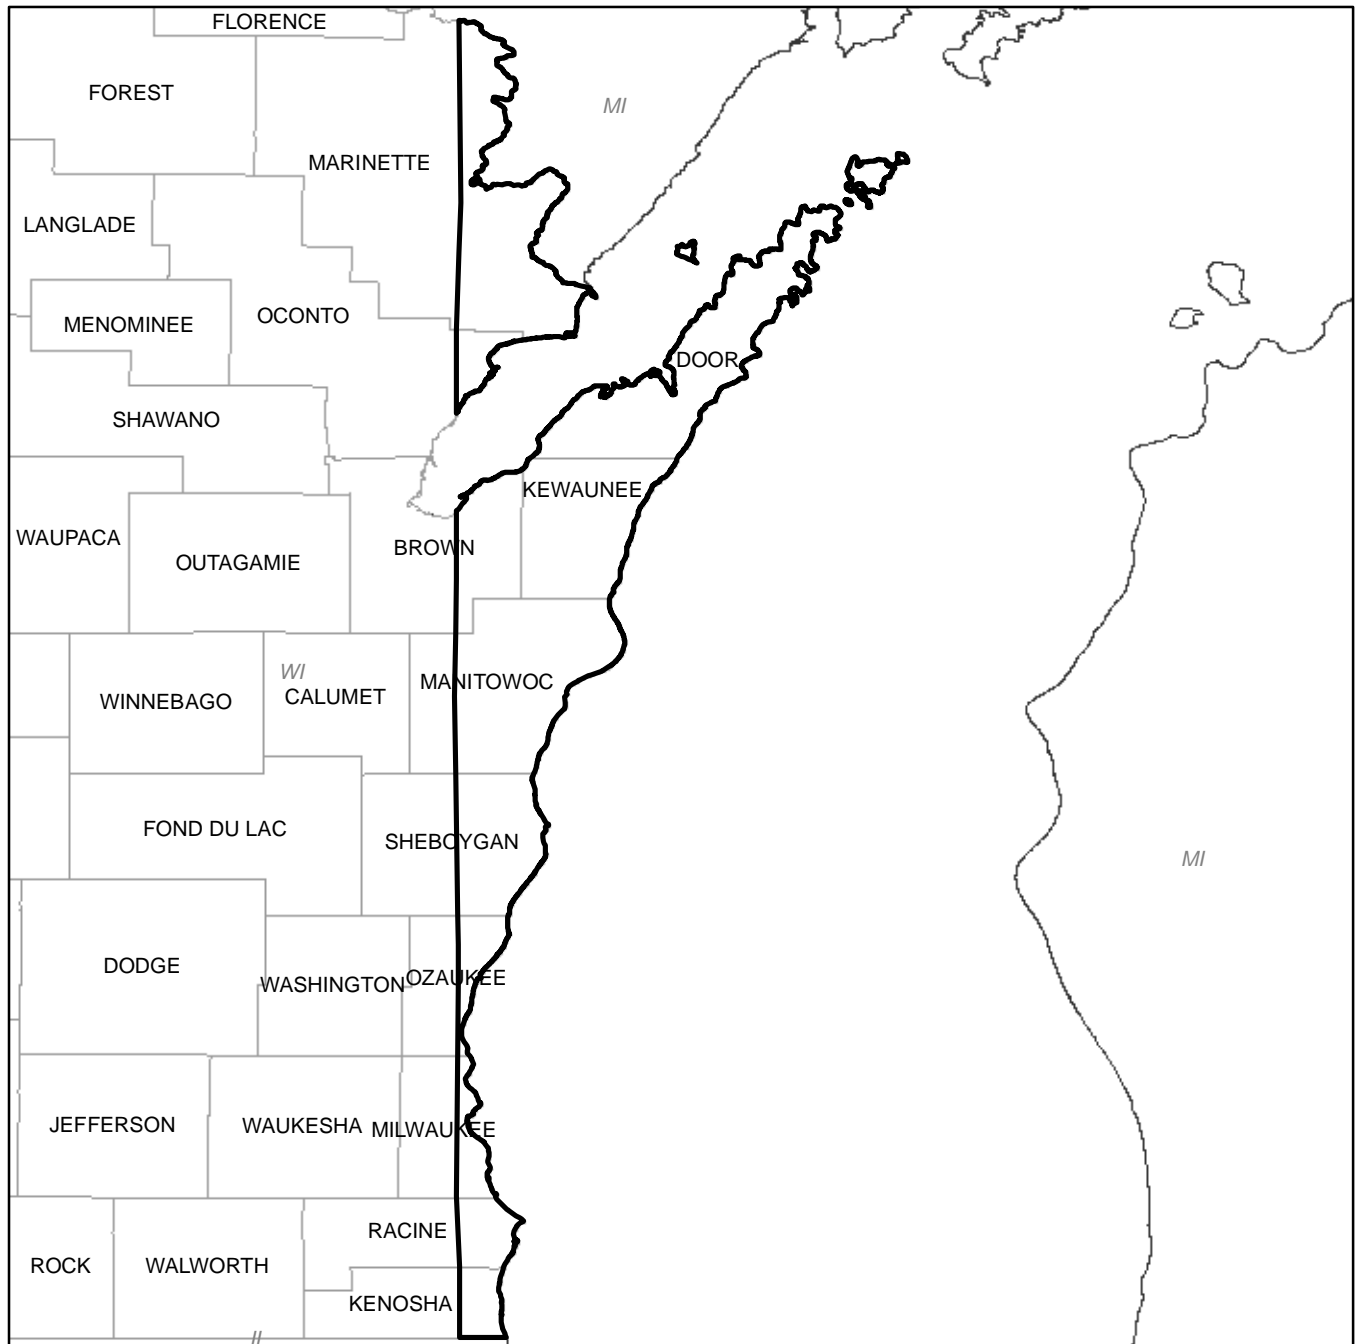 FLORENCE
FOREST
MI
MARINETTE
LANGLADE
OCONTO
MENOMINEE
DOOR
SHAWANO
KEWAUNEE
WAUPACA
BROWN
OUTAGAMIE
WI
MANITOWOC
CALUMET
WINNEBAGO
FOND DU LAC
SHEBOYGAN
MI
DODGE
OZAUKEE
WASHINGTON
JEFFERSON
WAUKESHA
MILWAUKEE
RACINE
ROCK
WALWORTH
KENOSHA